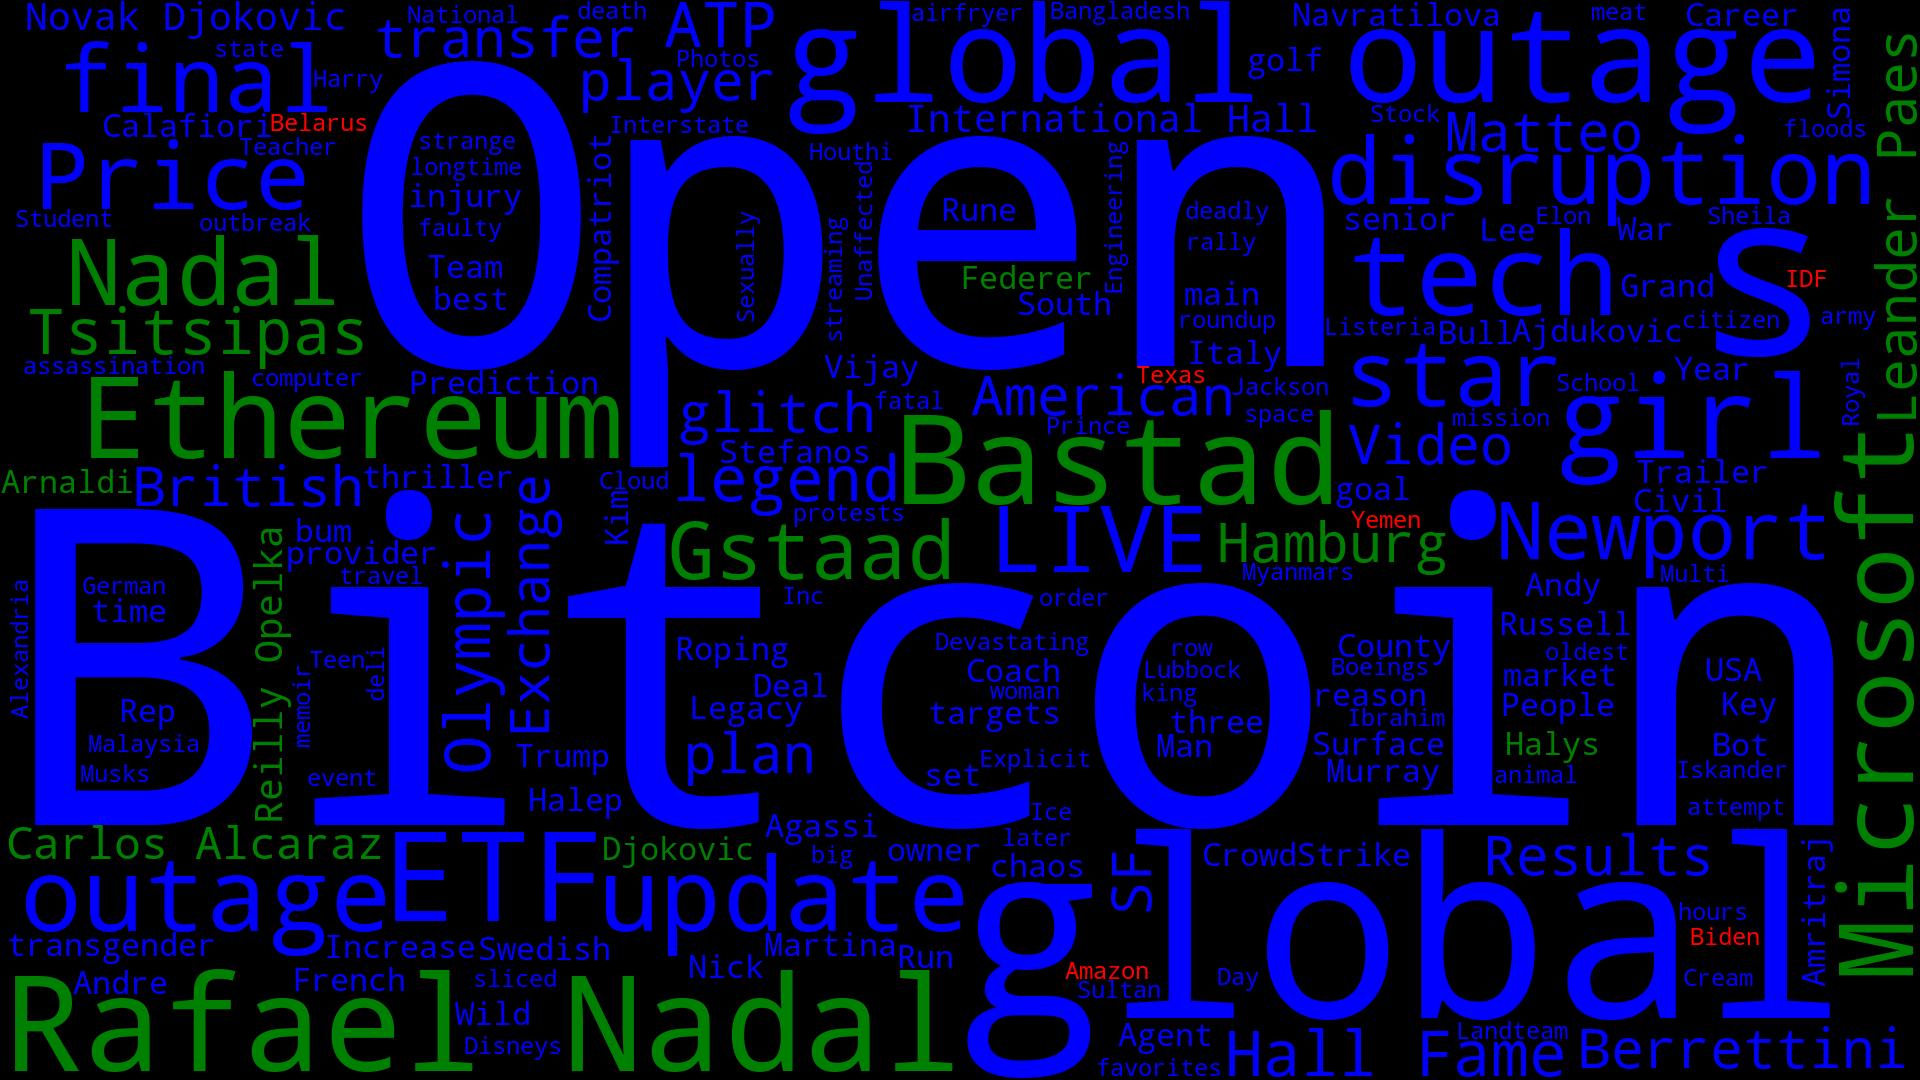 Novak Djokovic
National
death
ATP
airfryer
Bangladesh
Navratilova
meat
Career
state
transfer
global
outage
Simona
final
Harry
Photos
player
golf
Leander Paes
Calafiori
Belarus
Interstate
International Hall
Stock
Matteo
floods
Teacher
strange
Houthi
Price
longtime
Compatriot
Engineering
disruption
Open
injury
Unaffected
Rune
deadly
Student
outbreak
faulty
Sexually
streaming
rally
senior
Lee
Elon
War
Sheila
s
Nadal
Team
Federer
tech
IDF
best
South
main
Grand
Tsitsipas
roundup
Listeria
Bull
Ajdukovic
citizen
army
assassination
computer
Prediction
Vijay
Italy
star
Year
Texas
Jackson
School
Royal
Ethereum
glitch
fatal
American
space
mission
girl
Prince
Stefanos
Bastad
Video
Arnaldi
British
thriller
Cloud
legend
goal
Trailer
Microsoft
Kim
protests
LIVE
Yemen
Civil
bum
Olympic
Exchange
Gstaad
Hamburg
Newport
provider
travel
Myanmars
Multi
German
Inc
order
Andy
Alexandria
time
Reilly Opelka
Bitcoin
Russell
Teen
deli
Roping
Devastating
row
County
oldest
Coach
Lubbock
Boeings
market
USA
memoir
Deal
woman
king
reason
Rep
Legacy
targets
three
Ibrahim
People
Key
Malaysia
Trump
plan
Explicit
Man
Surface
Halys
Bot
Musks
event
set
Murray
animal
Iskander
Halep
Ice
attempt
Carlos Alcaraz
ETF
Djokovic
Agassi
big
owner
later
chaos
SF
CrowdStrike
Results
Amritraj
outage
update
global
hours
transgender
Increase
Swedish
Martina
Run
Biden
Andre
French
sliced
Nick
Amazon
Sultan
Day
Cream
Rafael Nadal
Wild
Disneys
Agent
favorites
Hall
Fame
Landteam
Berrettini